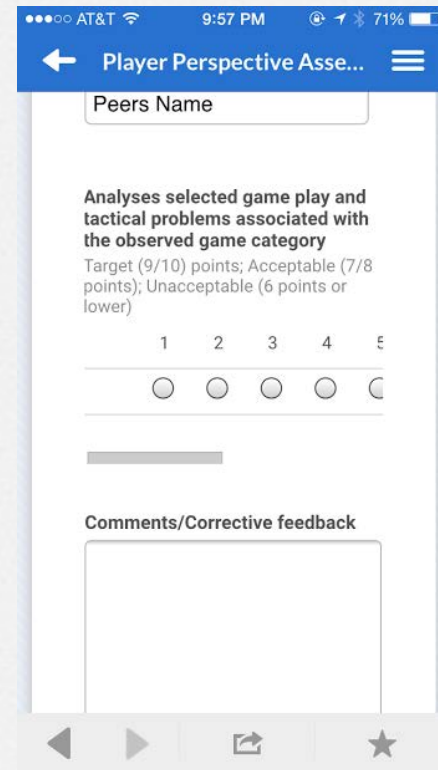 AT&T 9:57 PM 71%
Player Perspective Asse...
Peers Name
Analyses selected game play and
tactical problems associated with
the observed game category
Target (9/10) points; Acceptable (7/8
points); Unacceptable (6 points or
lower)
1 2 3 4 5
Comments/Corrective feedback